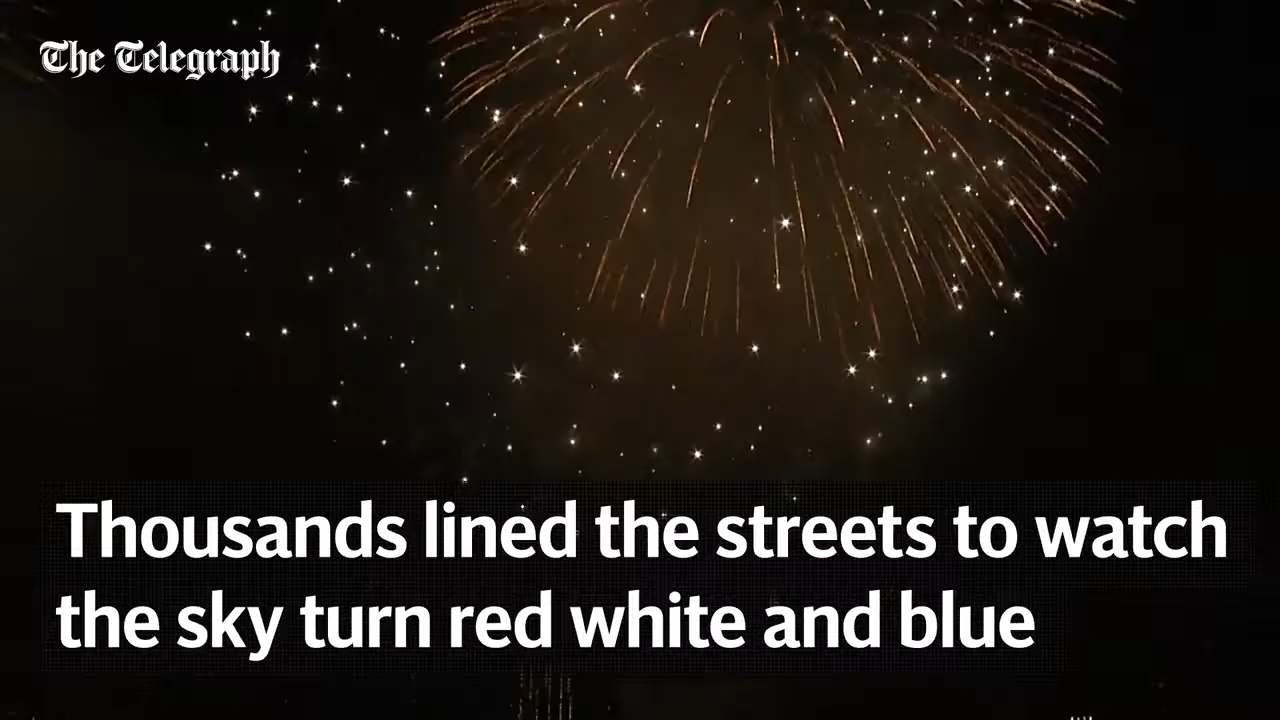 The Telegraph
Thousands lined the streets to watch
the sky turn red white and blue